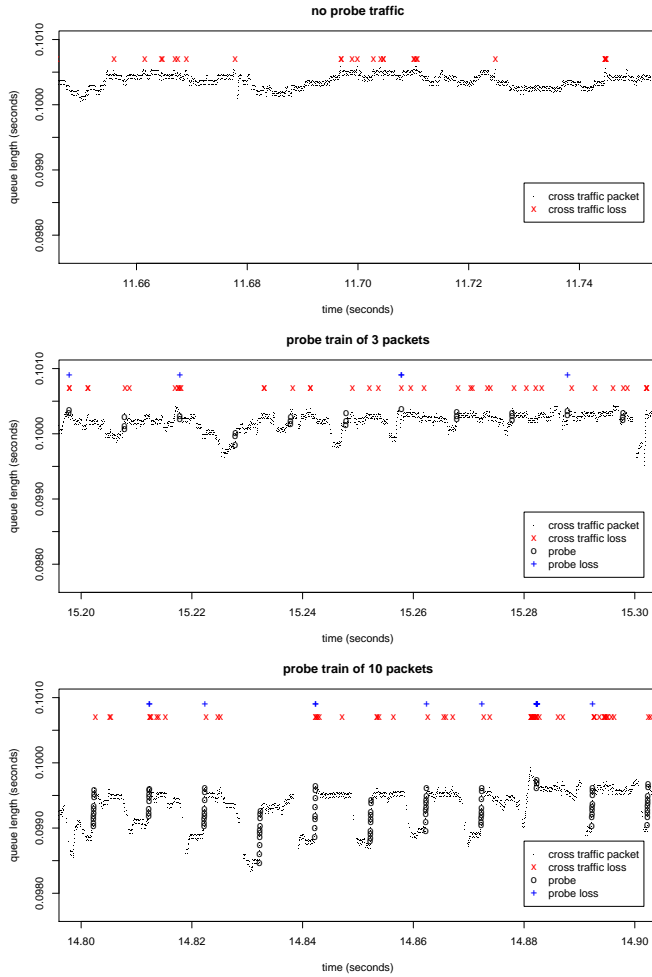 no probe traffic
0.1010
0.1000
0.0990
0.0980
queue length (seconds)
cross traffic packet
x cross traffic loss
11.66 11.68 11.70 11.72 11.74
time (seconds)
probe train of 3 packets
0.1010
0.1000
0.0990
0.0980
queue length (seconds)
cross traffic packet
x cross traffic loss
o probe
+ probe loss
15.20 15.22 15.24 15.26 15.28 15.30
time (seconds)
probe train of 10 packets
0.1010
0.1000
0.0990
0.0980
queue length (seconds)
cross traffic packet
x cross traffic loss
o probe
+ probe loss
14.80 14.82 14.84 14.86 14.88 14.90
time (seconds)